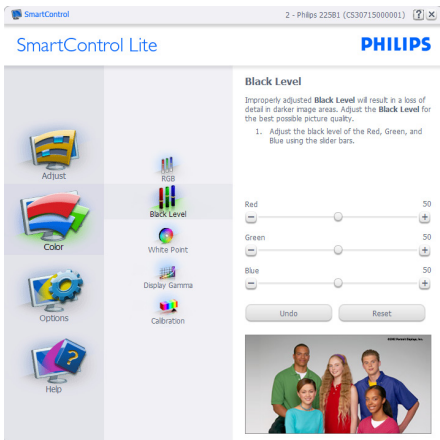 SmartControl
2 - Philips 225B1 (CS30715000001)
SmartControl Lite
PHILIPS
Adjust
Color
Options
Help
RGB
Black Level
White Point
Display Gamma
Calibration
Black Level
Improperly adjusted Black Level will result in a loss of
detail in darker image areas. Adjust the Black Level for
the best possible picture quality.
1. Adjust the black level of the Red, Green, and
Blue using the slider bars.
Red 50
Green 50
Blue 50
Undo Reset